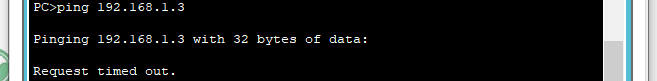 PC>ping 192.168.1.3
Pinging 192.168.1.3 with 32 bytes of data:
Request timed out.